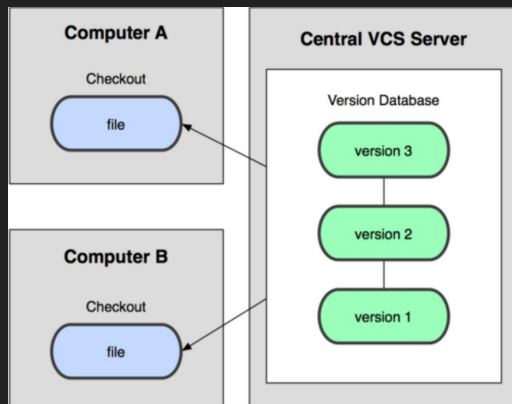 Computer A
Checkout
file
Computer B
Checkout
file
Central VCS Server
Version Database
version 3
version 2
version 1